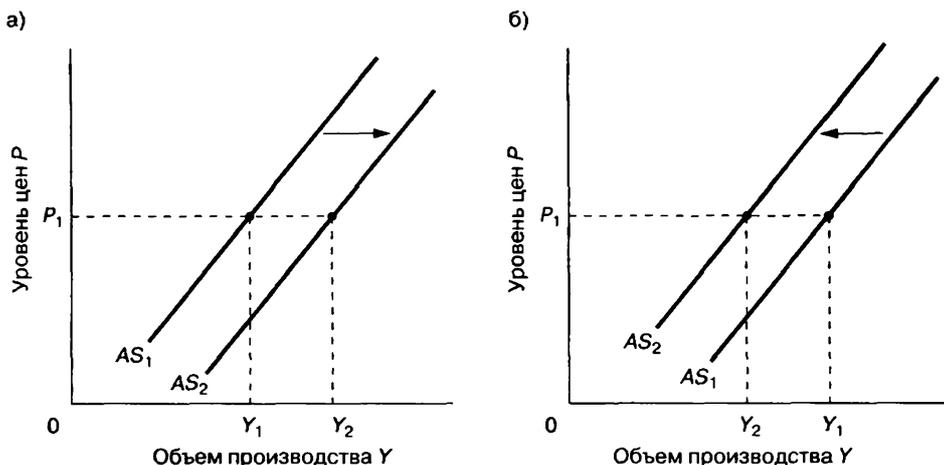 а)
Уровень цен P
P₁
AS₁
AS₂
0
Y₁
Y₂
Объем производства Y
б)
Уровень цен P
P₁
AS₂
AS₁
0
Y₂
Y₁
Объем производства Y